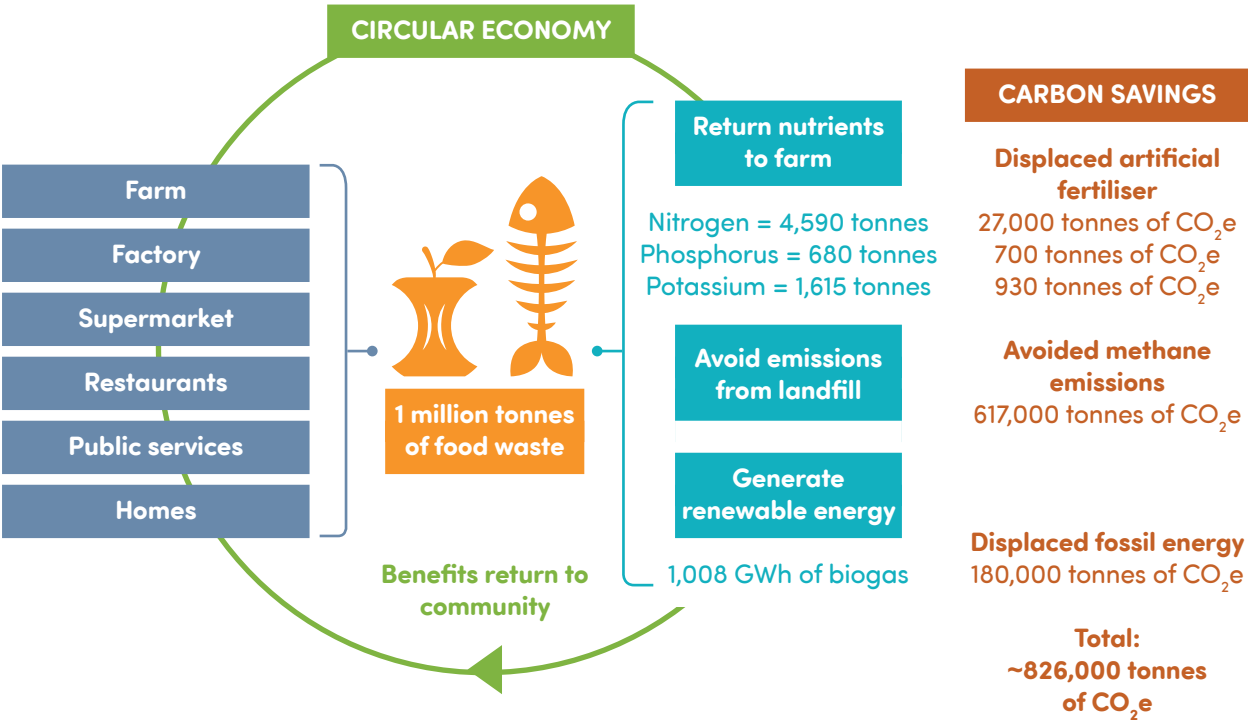 CIRCULAR ECONOMY
Farm
Factory
Supermarket
Restaurants
Public services
Homes
1 million tonnes
of food waste
Benefits return to
community
Return nutrients
to farm
Nitrogen = 4,590 tonnes
Phosphorus = 680 tonnes
Potassium = 1,615 tonnes
Avoid emissions
from landfill
Generate
renewable energy
1,008 GWh of biogas
CARBON SAVINGS
Displaced artificial
fertiliser
27,000 tonnes of CO₂e
700 tonnes of CO₂e
930 tonnes of CO₂e
Avoided methane
emissions
617,000 tonnes of CO₂e
Displaced fossil energy
180,000 tonnes of CO₂e
Total:
~826,000 tonnes
of CO₂e